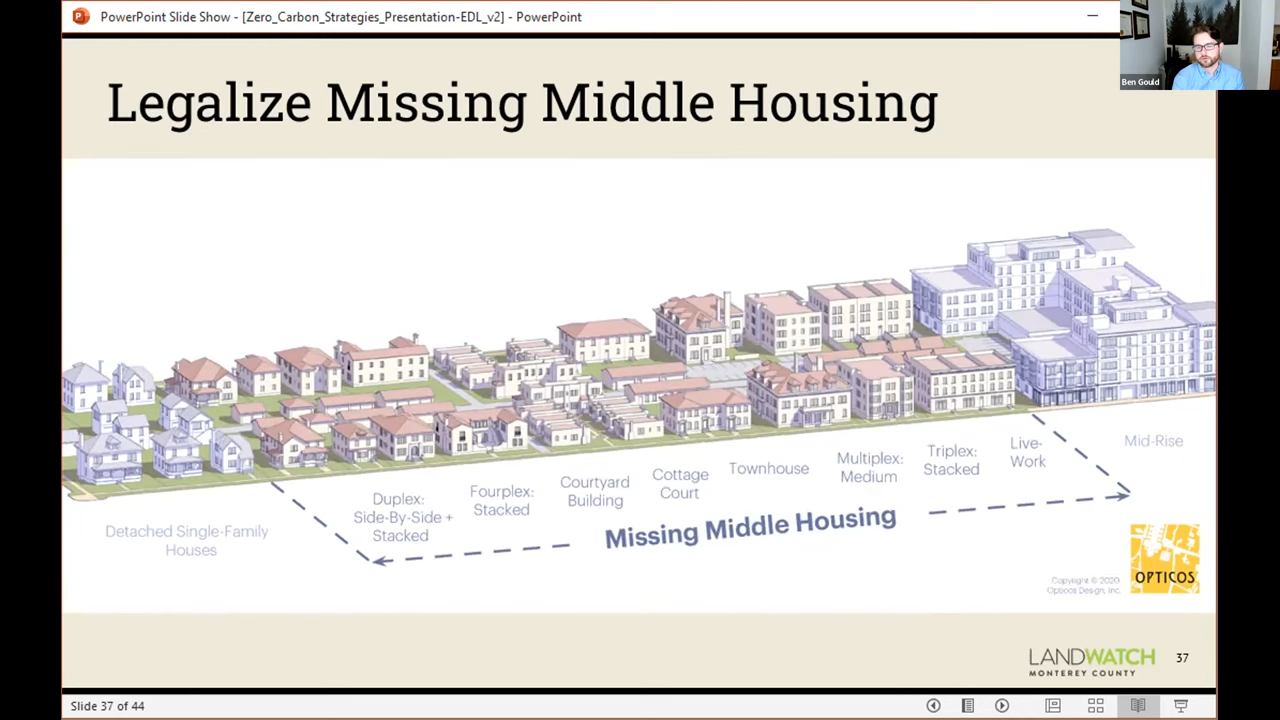 PowerPoint Slide Show - [Zero_Carbon_Strategies_Presentation-EDL_v2] - PowerPoint
Ben Gould
Legalize Missing Middle Housing
Detached Single-Family
Houses
Duplex:
Side-By-Side +
Stacked
Fourplex:
Stacked
Courtyard
Building
Cottage
Court
Townhouse
Multiplex:
Medium
Triplex:
Stacked
Live-
Work
Mid-Rise
Missing Middle Housing
Copyright © 2020
Opticos Design, Inc.
OPTICOS
LANDWATCH
MONTEREY COUNTY
37
Slide 37 of 44